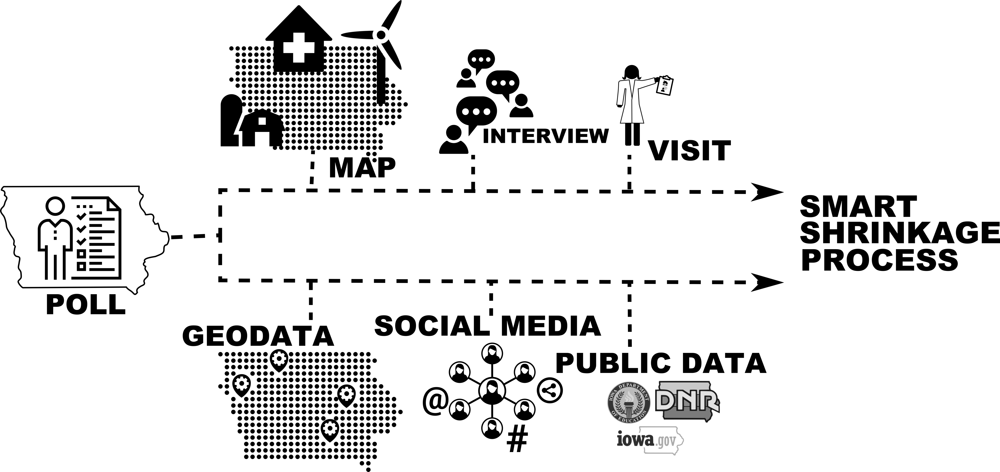 MAP
INTERVIEW
VISIT
POLL
SMART
SHRINKAGE
PROCESS
GEODATA
SOCIAL MEDIA
PUBLIC DATA
@
#
IOWA DEPARTMENT
OF EDUCATION
DNR
iowa.gov